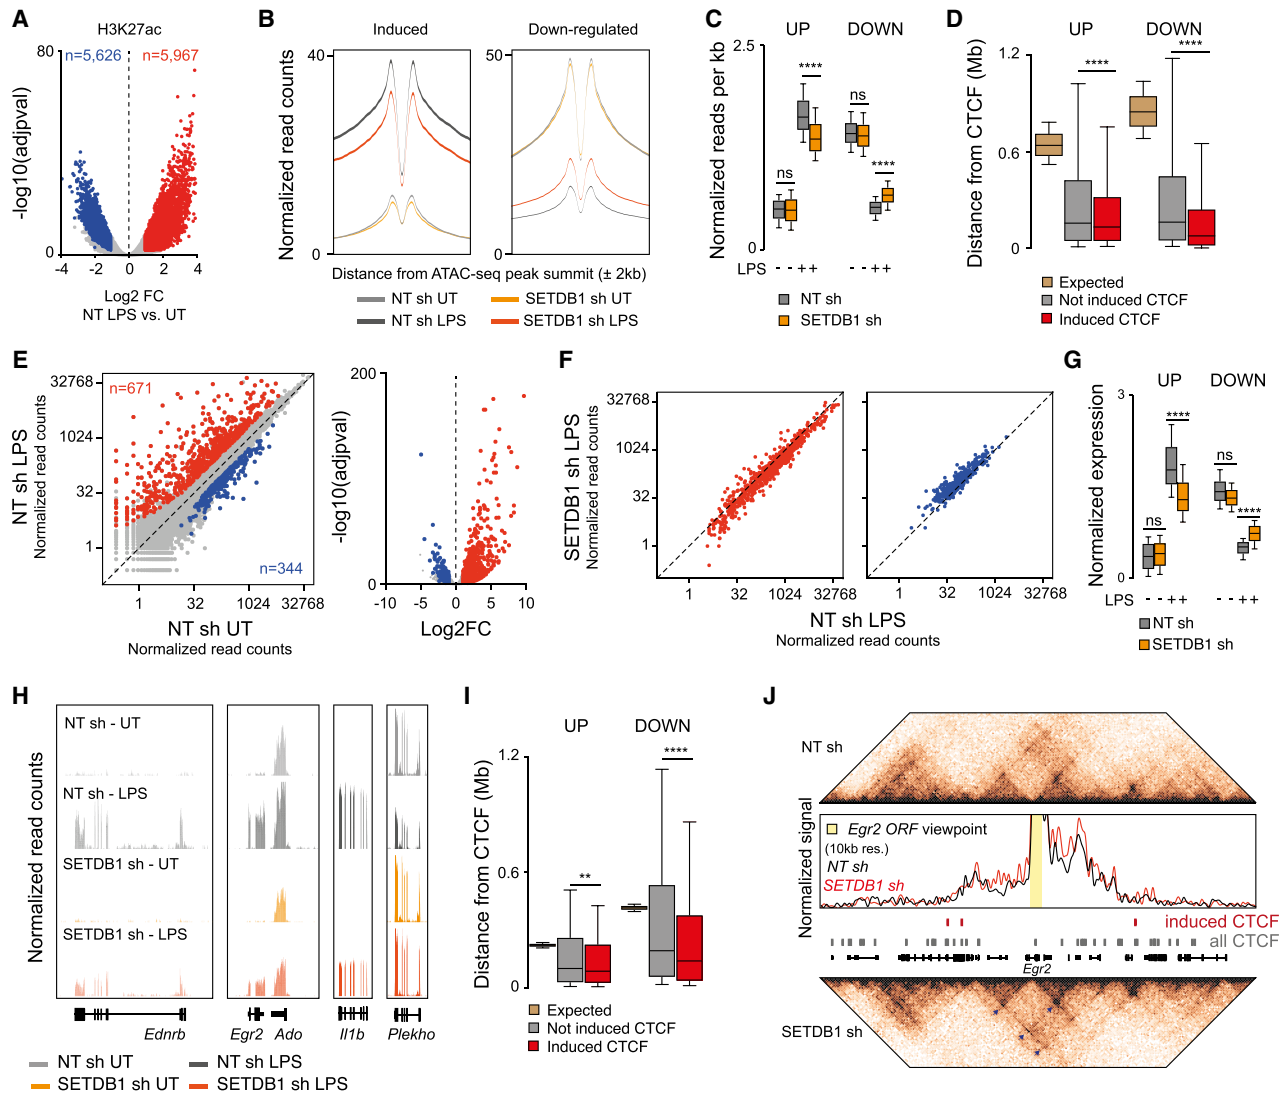 A
H3K27ac
80
n=5,626
n=5,967
-log10(adjpval)
0
-4 -2 0 2 4
Log2 FC
NT LPS vs. UT
B
Induced
Down-regulated
Normalized read counts
40
0
50
0
Distance from ATAC-seq peak summit (± 2kb)
NT sh UT
SETDB1 sh UT
NT sh LPS
SETDB1 sh LPS
C
UP
DOWN
Normalized reads per kb
2.5
0
ns
****
ns
****
LPS - - + + - - + +
NT sh
SETDB1 sh
D
UP
DOWN
Distance from CTCF (Mb)
1.2
0.6
0
****
****
Expected
Not induced CTCF
Induced CTCF
E
NT sh LPS
Normalized read counts
32768
1024
32
1
n=671
n=344
1 32 1024 32768
NT sh UT
Normalized read counts
-log10(adjpval)
200
0
-10 -5 0 5 10
Log2FC
F
SETDB1 sh LPS
Normalized read counts
32768
1024
32
1
1 32 1024 32768
1 32 1024 32768
NT sh LPS
Normalized read counts
G
UP
DOWN
Normalized expression
3
0
ns
****
ns
****
LPS - - + + - - + +
NT sh
SETDB1 sh
H
Normalized read counts
NT sh - UT
NT sh - LPS
SETDB1 sh - UT
SETDB1 sh - LPS
Ednrb
Egr2
Ado
Il1b
Plekho
NT sh UT
NT sh LPS
SETDB1 sh UT
SETDB1 sh LPS
I
UP
DOWN
Distance from CTCF (Mb)
1.2
0.6
0
**
****
Expected
Not induced CTCF
Induced CTCF
J
NT sh
Normalized signal
Egr2 ORF viewpoint
(10kb res.)
NT sh
SETDB1 sh
induced CTCF
all CTCF
Egr2
SETDB1 sh